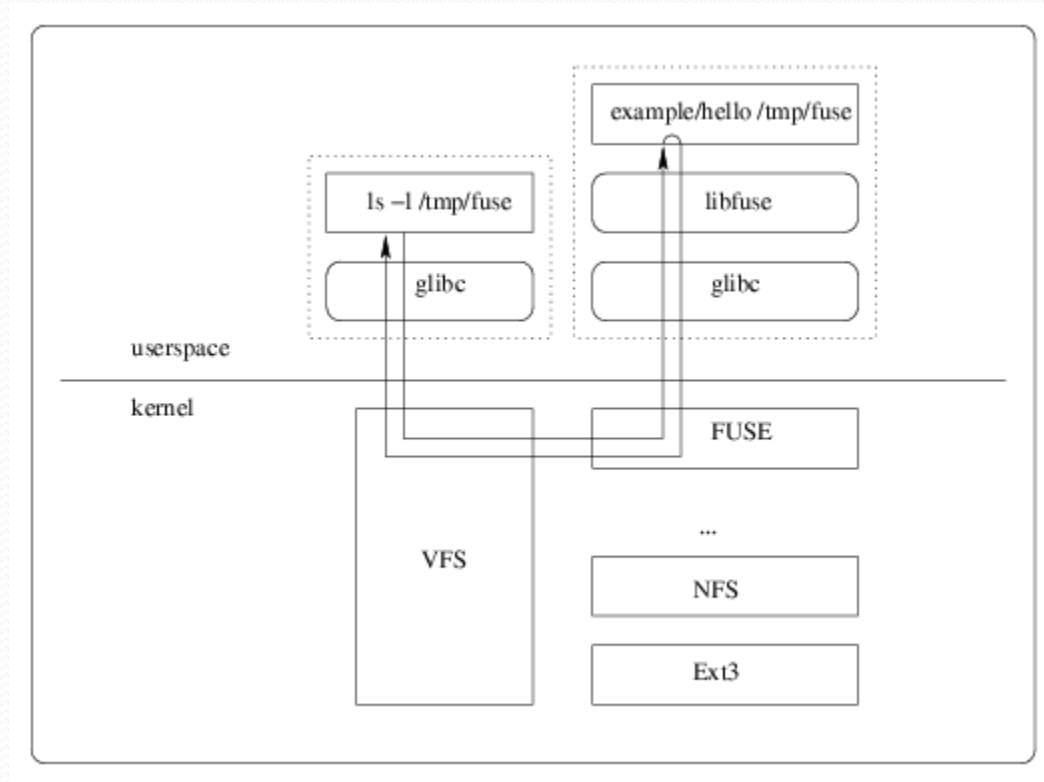 example/hello /tmp/fuse
ls –l /tmp/fuse
libfuse
glibc
glibc
userspace
kernel
FUSE
...
VFS
NFS
Ext3